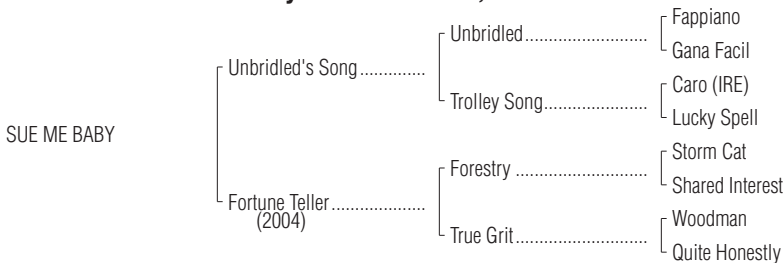 Fappiano
Unbridled..............................
Gana Facil
Unbridled's Song..............
Caro (IRE)
Trolley Song........................
Lucky Spell
SUE ME BABY
Storm Cat
Forestry ..............................
Shared Interest
Fortune Teller....................
(2004)
Woodman
True Grit..............................
Quite Honestly